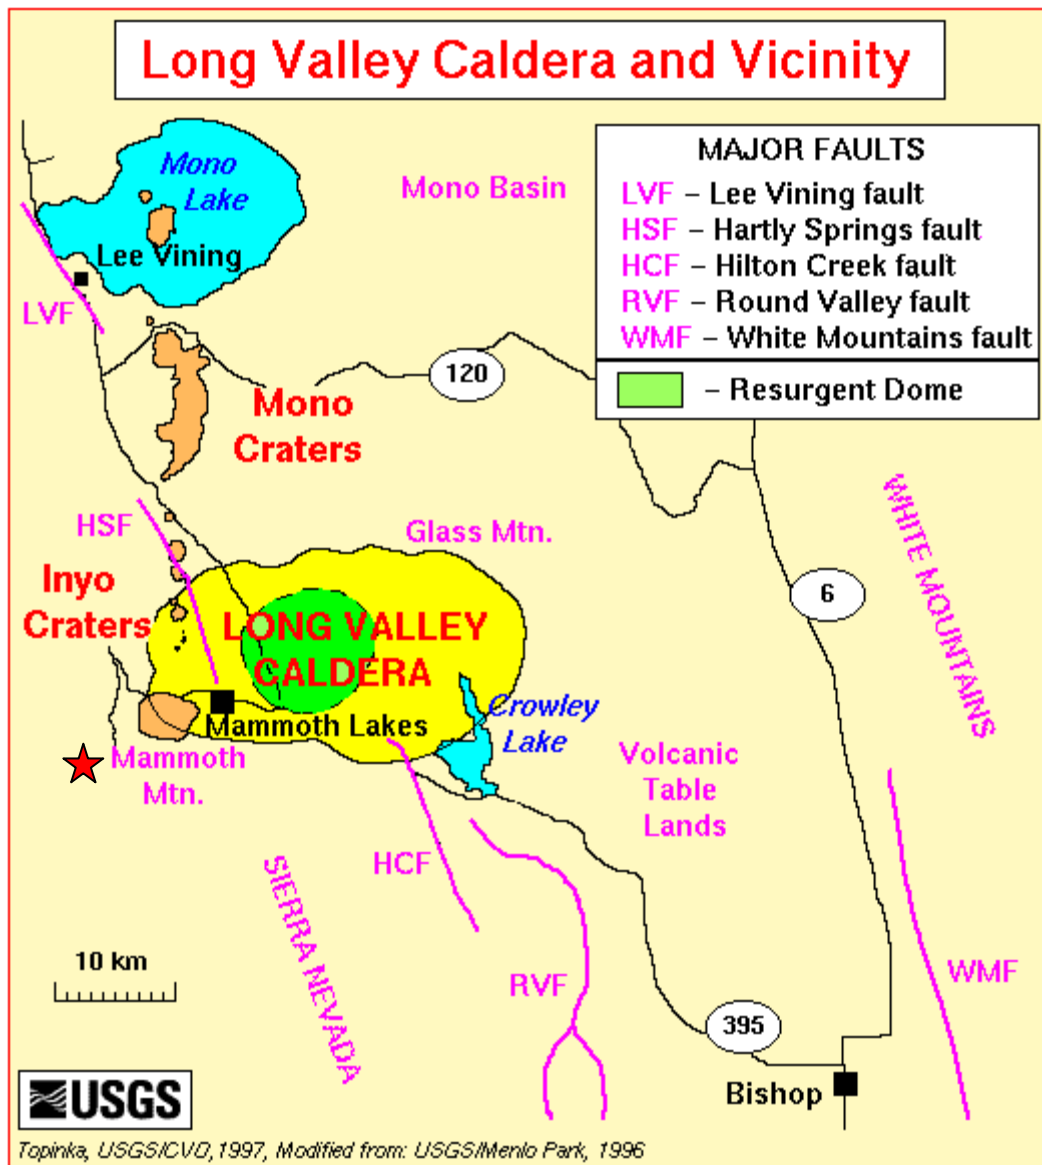 Long Valley Caldera and Vicinity
Mono
Lake
Mono Basin
Lee Vining
LVF
MAJOR FAULTS
LVF – Lee Vining fault
HSF – Hartly Springs fault
HCF – Hilton Creek fault
RVF – Round Valley fault
WMF – White Mountains fault
– Resurgent Dome
120
Mono
Craters
HSF
Glass Mtn.
Inyo
Craters
WHITE MOUNTAINS
6
LONG VALLEY
CALDERA
Mammoth Lakes
Crowley
Lake
Mammoth
Mtn.
Volcanic
Table
Lands
HCF
SIERRA NEVADA
10 km
RVF
WMF
395
Bishop
USGS
Topinka, USGS/CVO, 1997, Modified from: USGS/Menlo Park, 1996